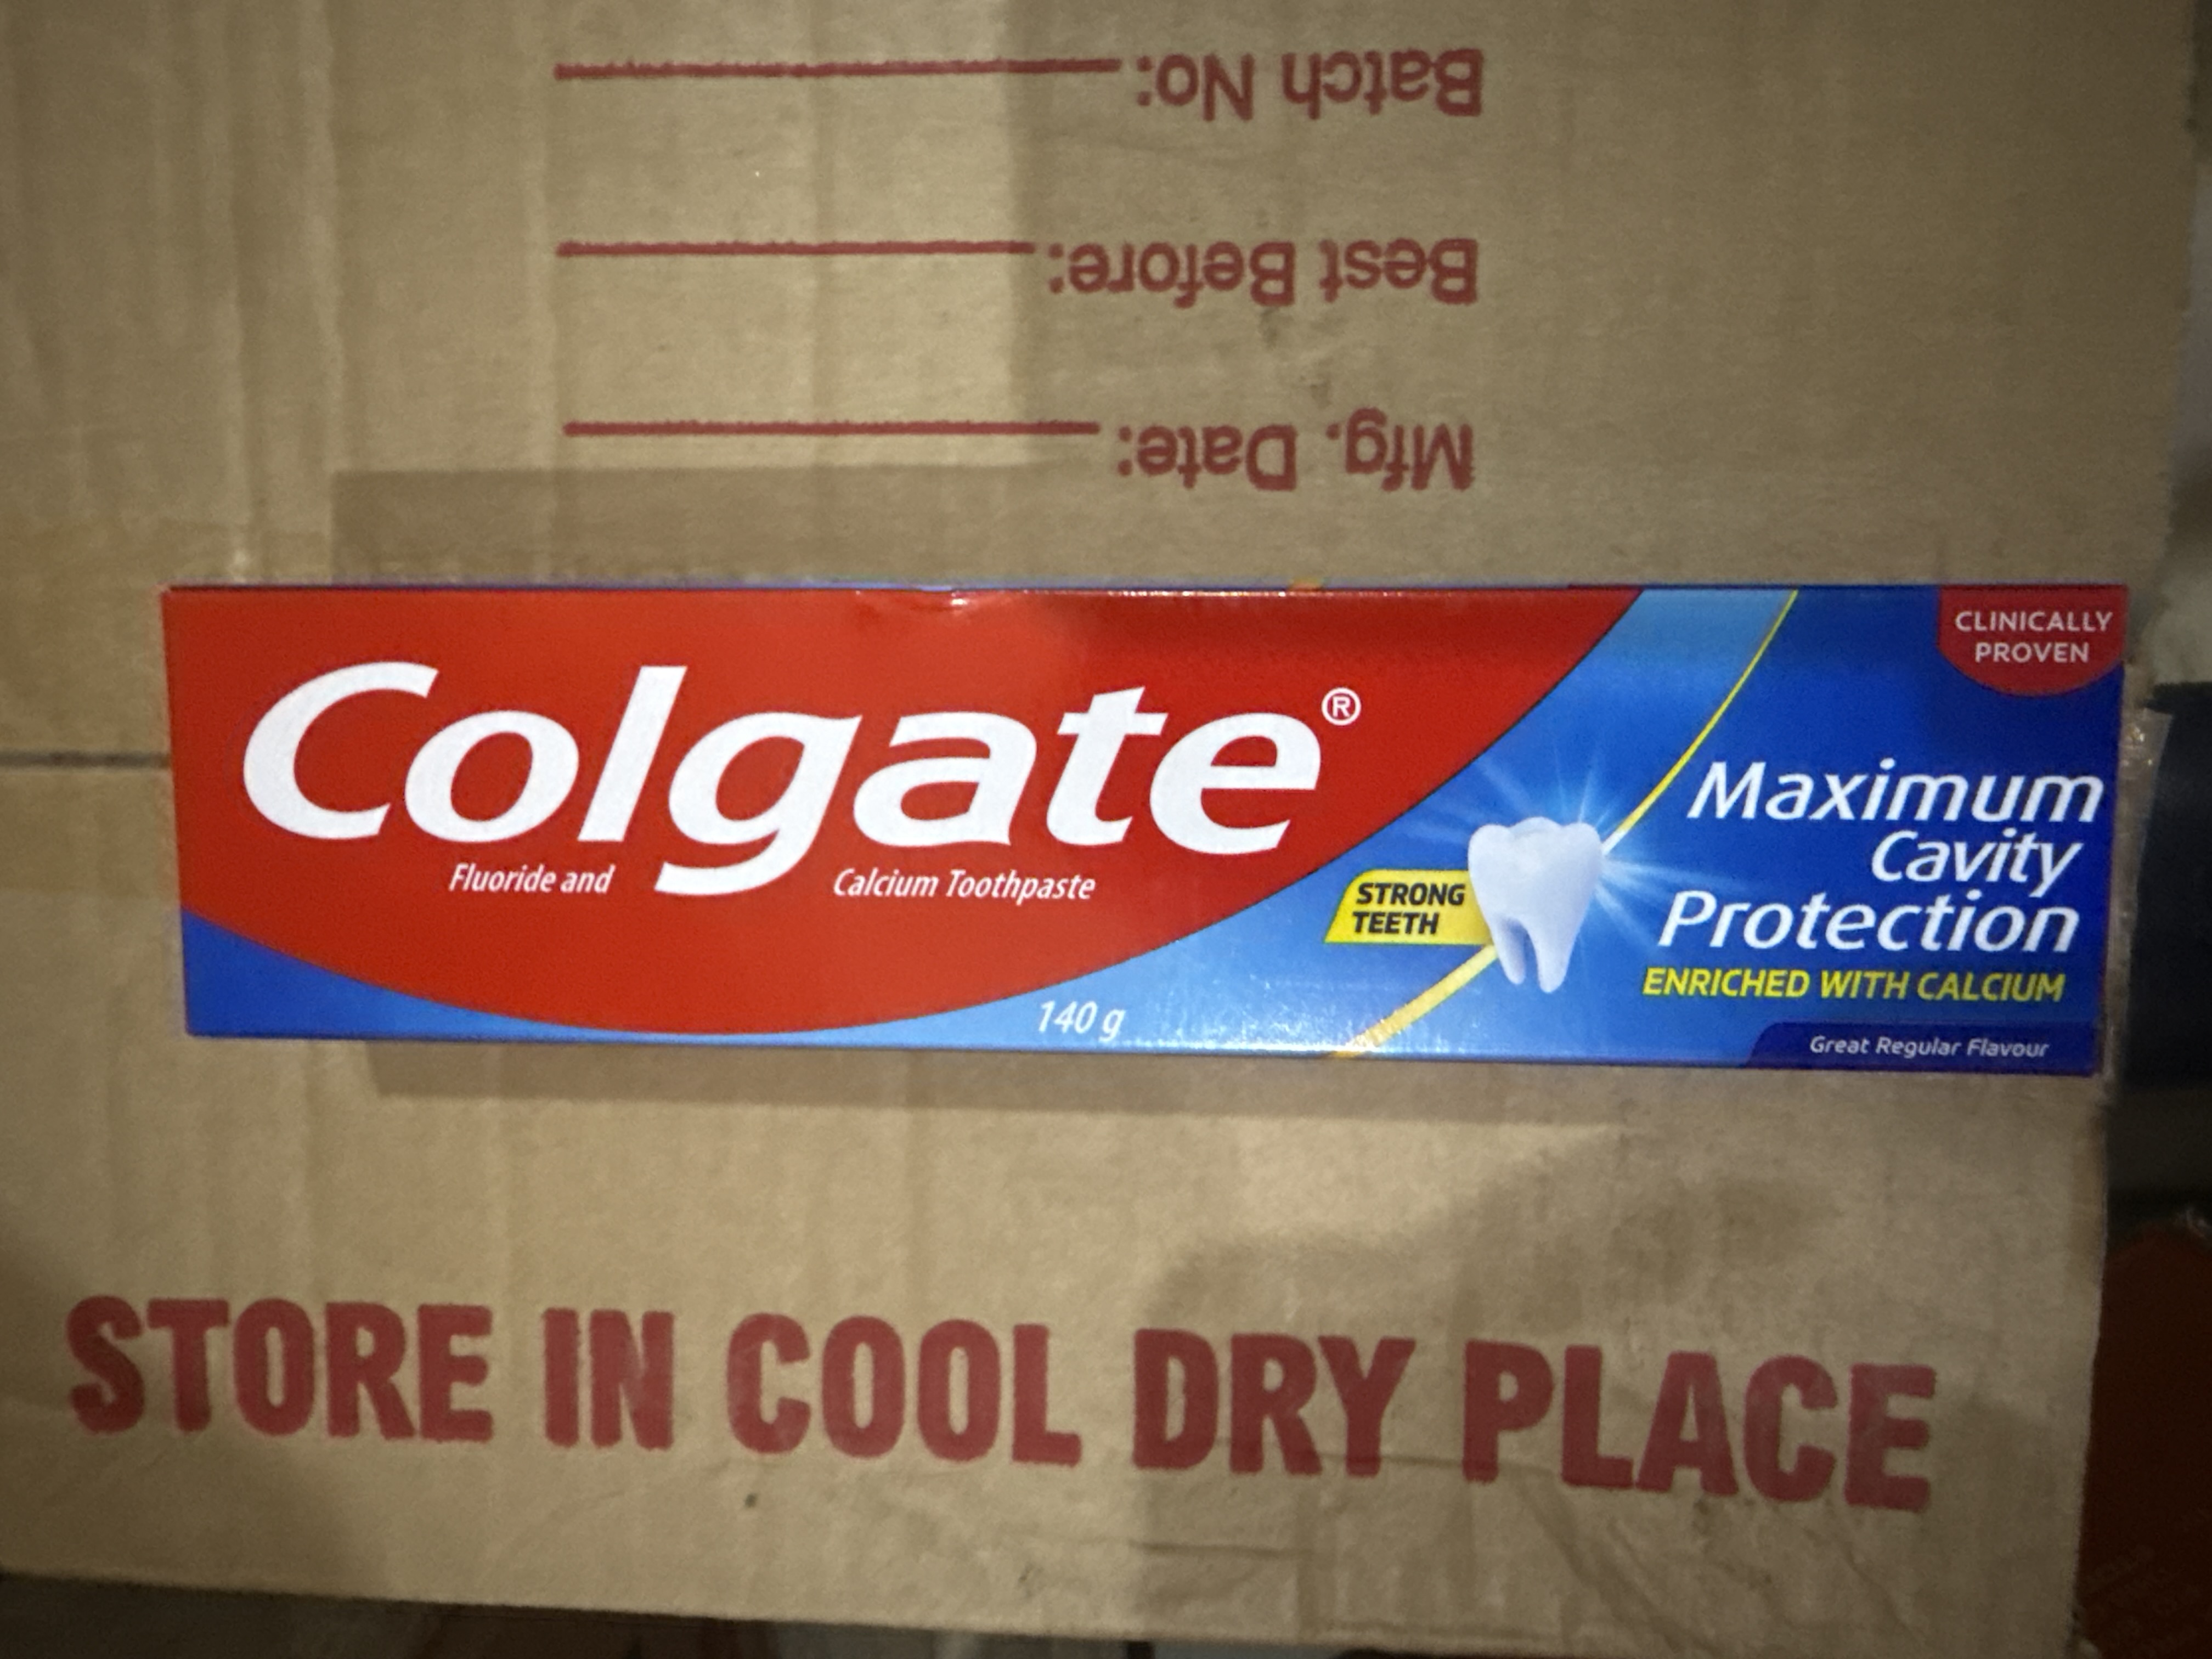 Batch No:
Best Before:
Mfg. Date:
Colgate®
Fluoride and Calcium Toothpaste
140 g
STRONG
TEETH
CLINICALLY
PROVEN
Maximum
Cavity
Protection
ENRICHED WITH CALCIUM
Great Regular Flavour
STORE IN COOL DRY PLACE